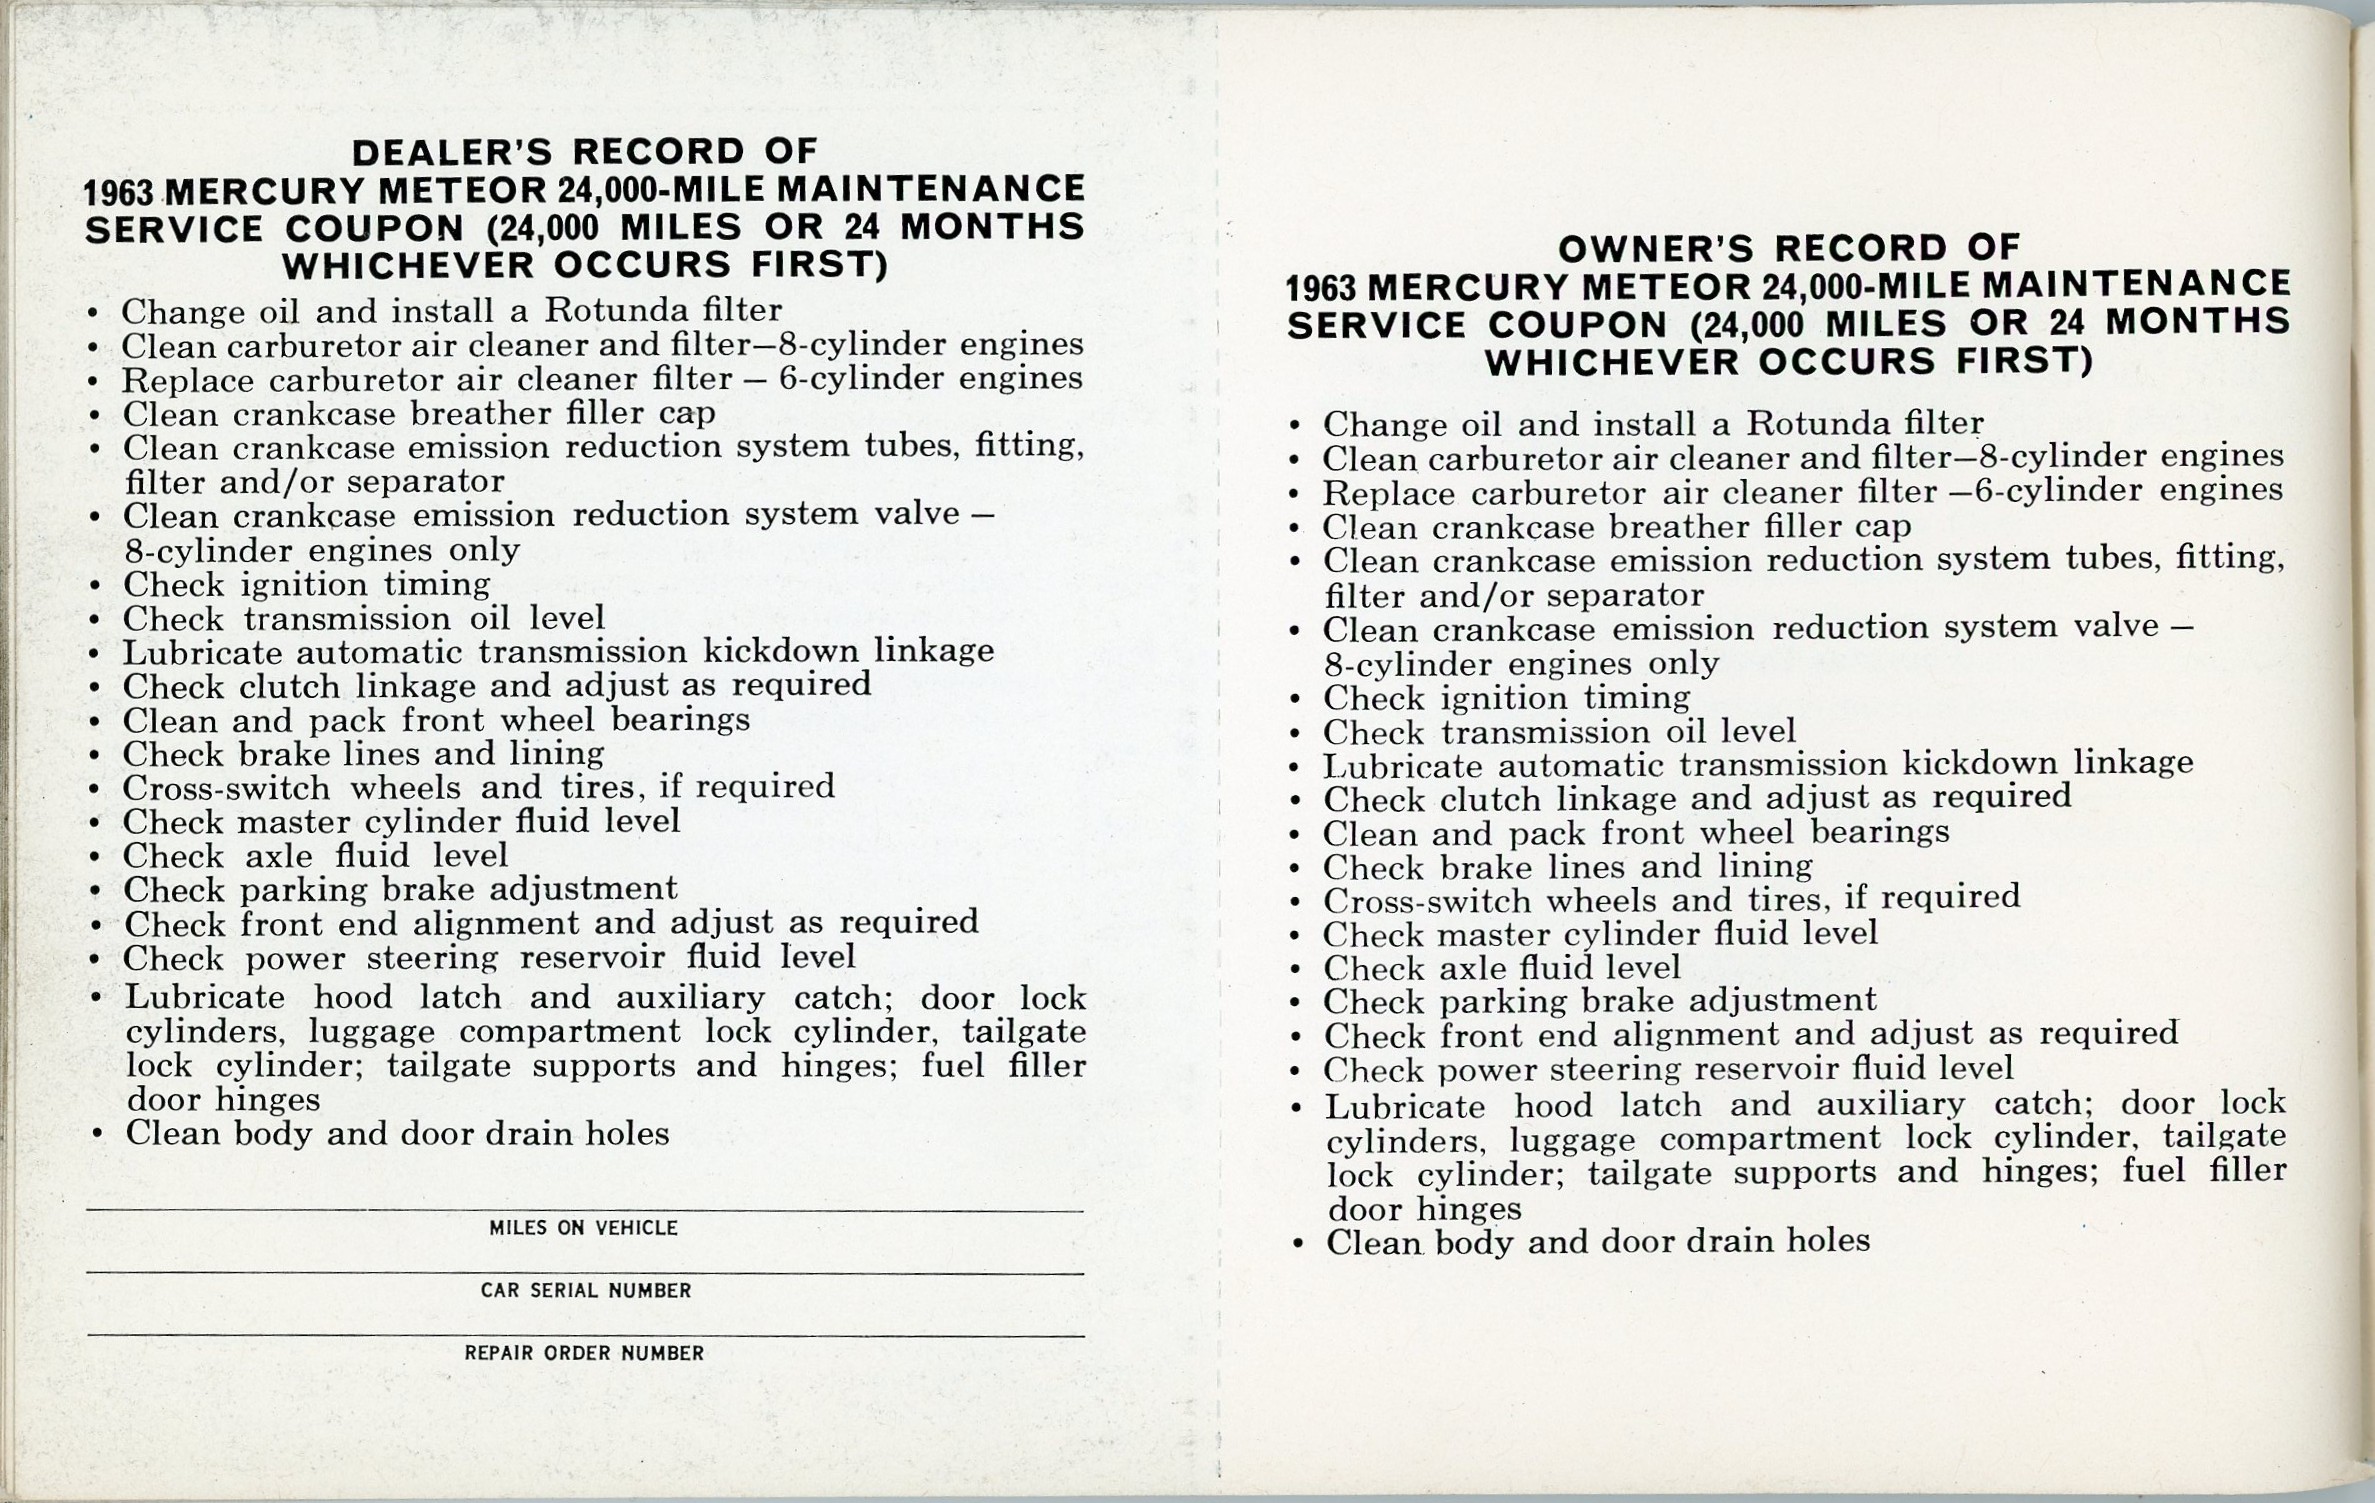 DEALER'S RECORD OF
1963 MERCURY METEOR 24,000-MILE MAINTENANCE
SERVICE COUPON (24,000 MILES OR 24 MONTHS
WHICHEVER OCCURS FIRST)
• Change oil and install a Rotunda filter
• Clean carburetor air cleaner and filter—8-cylinder engines
• Replace carburetor air cleaner filter — 6-cylinder engines
• Clean crankcase breather filler cap
• Clean crankcase emission reduction system tubes, fitting,
filter and/or separator
• Clean crankcase emission reduction system valve —
8-cylinder engines only
• Check ignition timing
• Check transmission oil level
• Lubricate automatic transmission kickdown linkage
• Check clutch linkage and adjust as required
• Clean and pack front wheel bearings
• Check brake lines and lining
• Cross-switch wheels and tires, if required
• Check master cylinder fluid level
• Check axle fluid level
• Check parking brake adjustment
• Check front end alignment and adjust as required
• Check power steering reservoir fluid level
• Lubricate hood latch and auxiliary catch; door lock
cylinders, luggage compartment lock cylinder, tailgate
lock cylinder; tailgate supports and hinges; fuel filler
door hinges
• Clean body and door drain holes
MILES ON VEHICLE
CAR SERIAL NUMBER
REPAIR ORDER NUMBER
OWNER'S RECORD OF
1963 MERCURY METEOR 24,000-MILE MAINTENANCE
SERVICE COUPON (24,000 MILES OR 24 MONTHS
WHICHEVER OCCURS FIRST)
• Change oil and install a Rotunda filter
• Clean carburetor air cleaner and filter—8-cylinder engines
• Replace carburetor air cleaner filter —6-cylinder engines
• Clean crankcase breather filler cap
• Clean crankcase emission reduction system tubes, fitting,
filter and/or separator
• Clean crankcase emission reduction system valve —
8-cylinder engines only
• Check ignition timing
• Check transmission oil level
• Lubricate automatic transmission kickdown linkage
• Check clutch linkage and adjust as required
• Clean and pack front wheel bearings
• Check brake lines and lining
• Cross-switch wheels and tires, if required
• Check master cylinder fluid level
• Check axle fluid level
• Check parking brake adjustment
• Check front end alignment and adjust as required
• Check power steering reservoir fluid level
• Lubricate hood latch and auxiliary catch; door lock
cylinders, luggage compartment lock cylinder, tailgate
lock cylinder; tailgate supports and hinges; fuel filler
door hinges
• Clean body and door drain holes